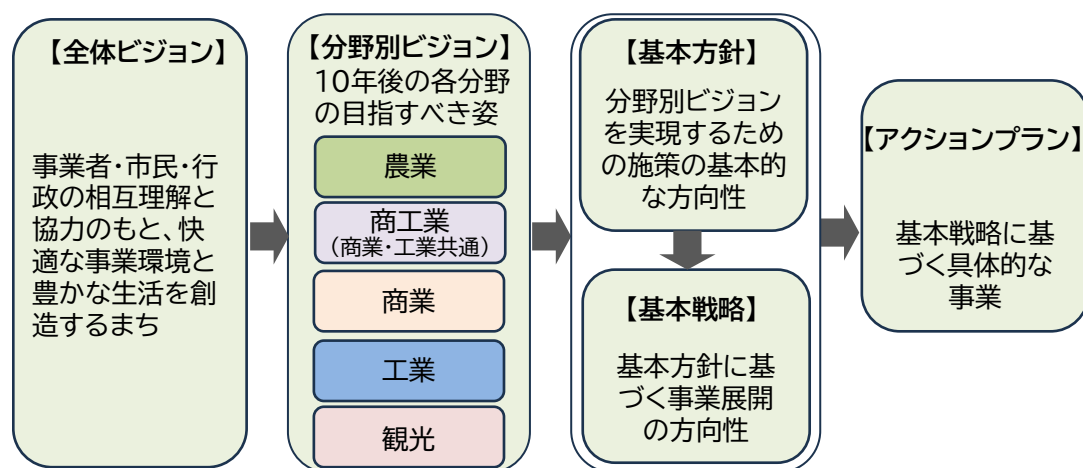 【全体ビジョン】
事業者・市民・行
政の相互理解と
協力のもと、快
適な事業環境と
豊かな生活を創
造するまち
【分野別ビジョン】
10年後の各分野
の目指すべき姿
農業
商工業
（商業・工業共通）
商業
工業
観光
【基本方針】
分野別ビジョン
を実現するため
の施策の基本的
な方向性
【基本戦略】
基本方針に基
づく事業展開
の方向性
【アクションプラン】
基本戦略に基
づく具体的な
事業